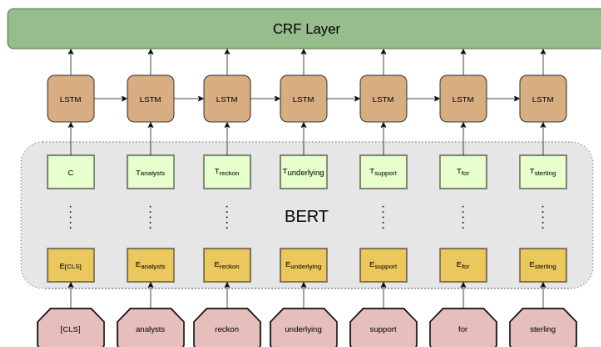 CRF Layer
LSTM LSTM LSTM LSTM LSTM LSTM LSTM
C Tanalysts Treckon Tunderlying Tsupport Tfor Tsterling
BERT
E[CLS] Eanalysts Ereckon Eunderlying Esupport Efor Esterling
[CLS] analysts reckon underlying support for sterling